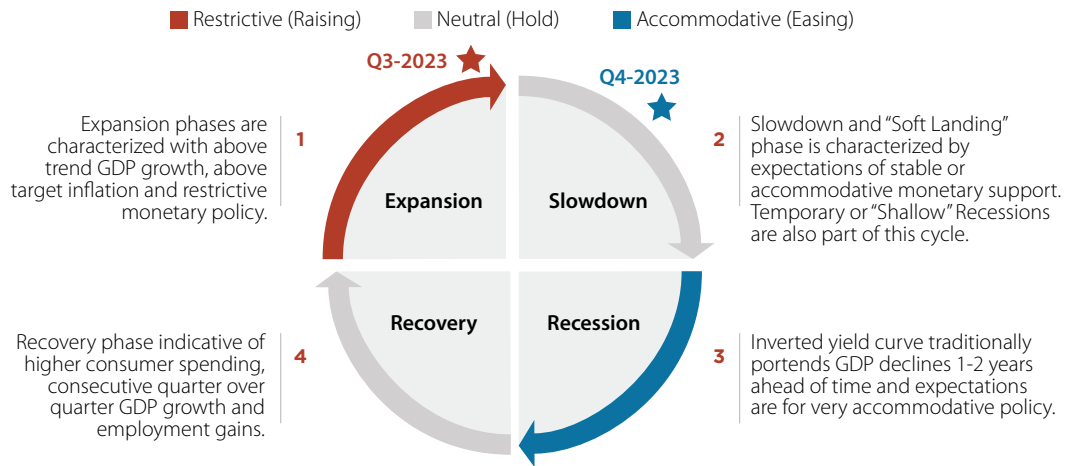 Restrictive (Raising)
Neutral (Hold)
Accommodative (Easing)
Q3-2023
Q4-2023
1
Expansion phases are
characterized with above
trend GDP growth, above
target inflation and restrictive
monetary policy.
Expansion
Slowdown
2
Slowdown and “Soft Landing”
phase is characterized by
expectations of stable or
accommodative monetary support.
Temporary or “Shallow” Recessions
are also part of this cycle.
Recovery
Recession
4
Recovery phase indicative of
higher consumer spending,
consecutive quarter over
quarter GDP growth and
employment gains.
3
Inverted yield curve traditionally
portends GDP declines 1-2 years
ahead of time and expectations
are for very accommodative policy.